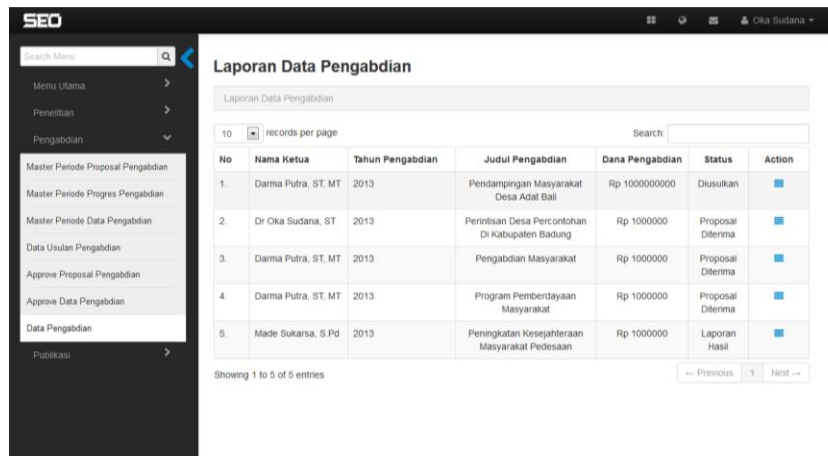 SEO
Oka Sudana
Search Menu
Menu Utama
Penelitian
Pengabdian
Master Periode Proposal Pengabdian
Master Periode Progres Pengabdian
Master Periode Data Pengabdian
Data Usulan Pengabdian
Approve Proposal Pengabdian
Approve Data Pengabdian
Data Pengabdian
Publikasi
Laporan Data Pengabdian
Laporan Data Pengabdian
10 records per page Search:
No Nama Ketua Tahun Pengabdian Judul Pengabdian Dana Pengabdian Status Action
1. Darma Putra, ST, MT 2013 Pendampingan Masyarakat Rp 1000000000 Diusulkan
Desa Adat Bali
2. Dr Oka Sudana, ST 2013 Perintisan Desa Percontohan Rp 1000000 Proposal
Di Kabupaten Badung Diterima
3. Darma Putra, ST, MT 2013 Pengabdian Masyarakat Rp 1000000 Proposal
Diterima
4. Darma Putra, ST, MT 2013 Program Pemberdayaan Rp 1000000 Proposal
Masyarakat Diterima
5. Made Sukarsa, S.Pd 2013 Peningkatan Kesejahteraan Rp 1000000 Laporan
Masyarakat Pedesaan Hasil
Showing 1 to 5 of 5 entries
← Previous 1 Next →